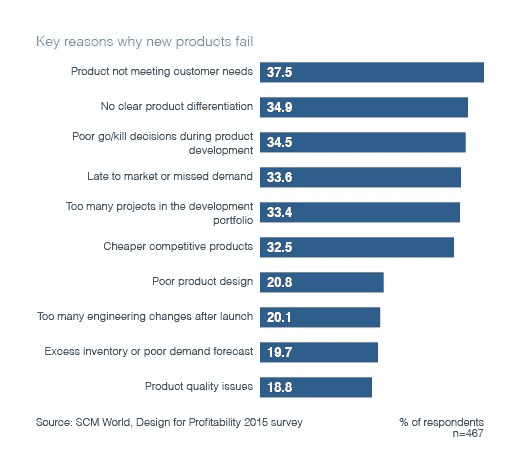 Key reasons why new products fail
Product not meeting customer needs 37.5
No clear product differentiation 34.9
Poor go/kill decisions during product
development 34.5
Late to market or missed demand 33.6
Too many projects in the development
portfolio 33.4
Cheaper competitive products 32.5
Poor product design 20.8
Too many engineering changes after launch 20.1
Excess inventory or poor demand forecast 19.7
Product quality issues 18.8
Source: SCM World, Design for Profitability 2015 survey % of respondents
n=467